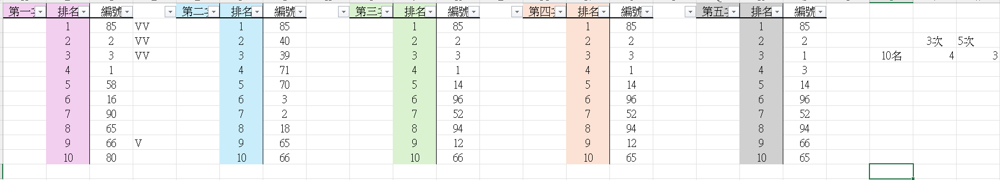 第一 排名 編號 第二 排名 編號 第三 排名 編號 第四 排名 編號 第五 排名 編號
1 85 VV 1 85 1 85 1 85 1 85
2 2 VV 2 40 2 2 2 2 2 2 3次 5次
3 3 VV 3 39 3 3 3 3 3 1 10名 4 3
4 1 4 71 4 1 4 1 4 3
5 58 5 70 5 14 5 14 5 14
6 16 6 3 6 96 6 96 6 96
7 90 7 2 7 52 7 52 7 52
8 65 8 18 8 94 8 94 8 94
9 66 V 9 65 9 12 9 12 9 66
10 80 10 66 10 66 10 65 10 65